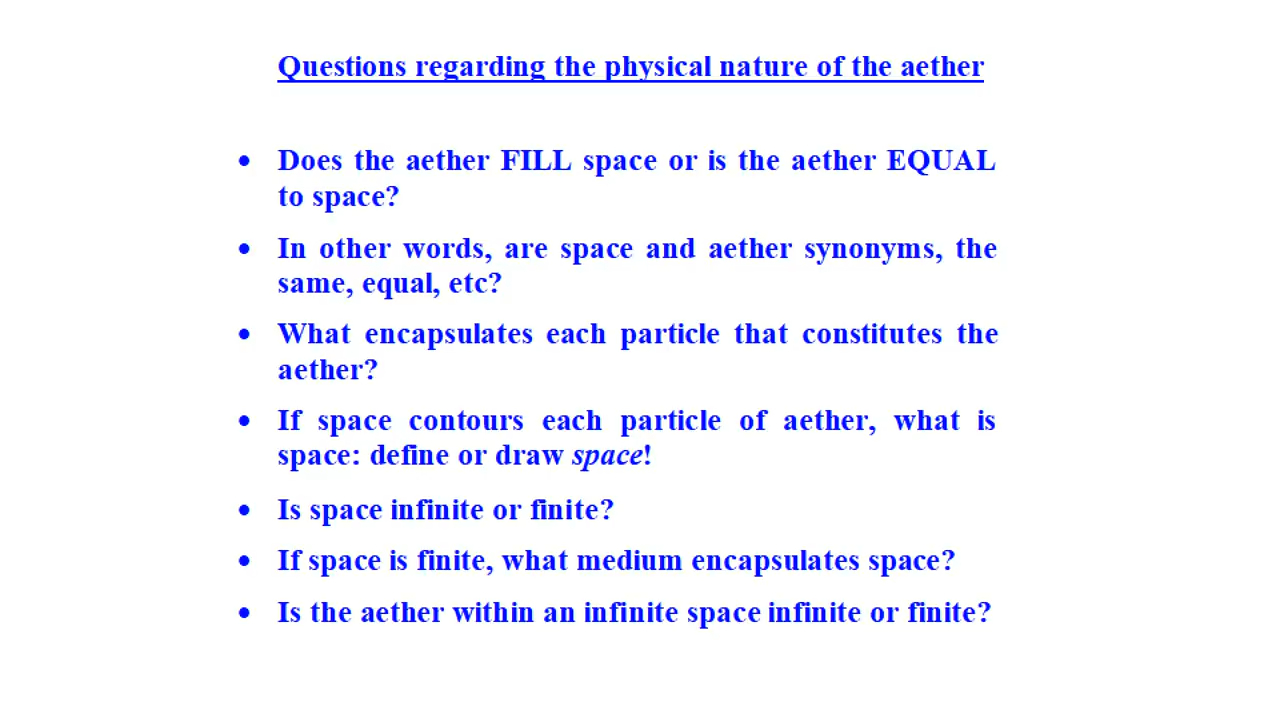 Questions regarding the physical nature of the aether
• Does the aether FILL space or is the aether EQUAL
to space?
• In other words, are space and aether synonyms, the
same, equal, etc?
• What encapsulates each particle that constitutes the
aether?
• If space contours each particle of aether, what is
space: define or draw space!
• Is space infinite or finite?
• If space is finite, what medium encapsulates space?
• Is the aether within an infinite space infinite or finite?